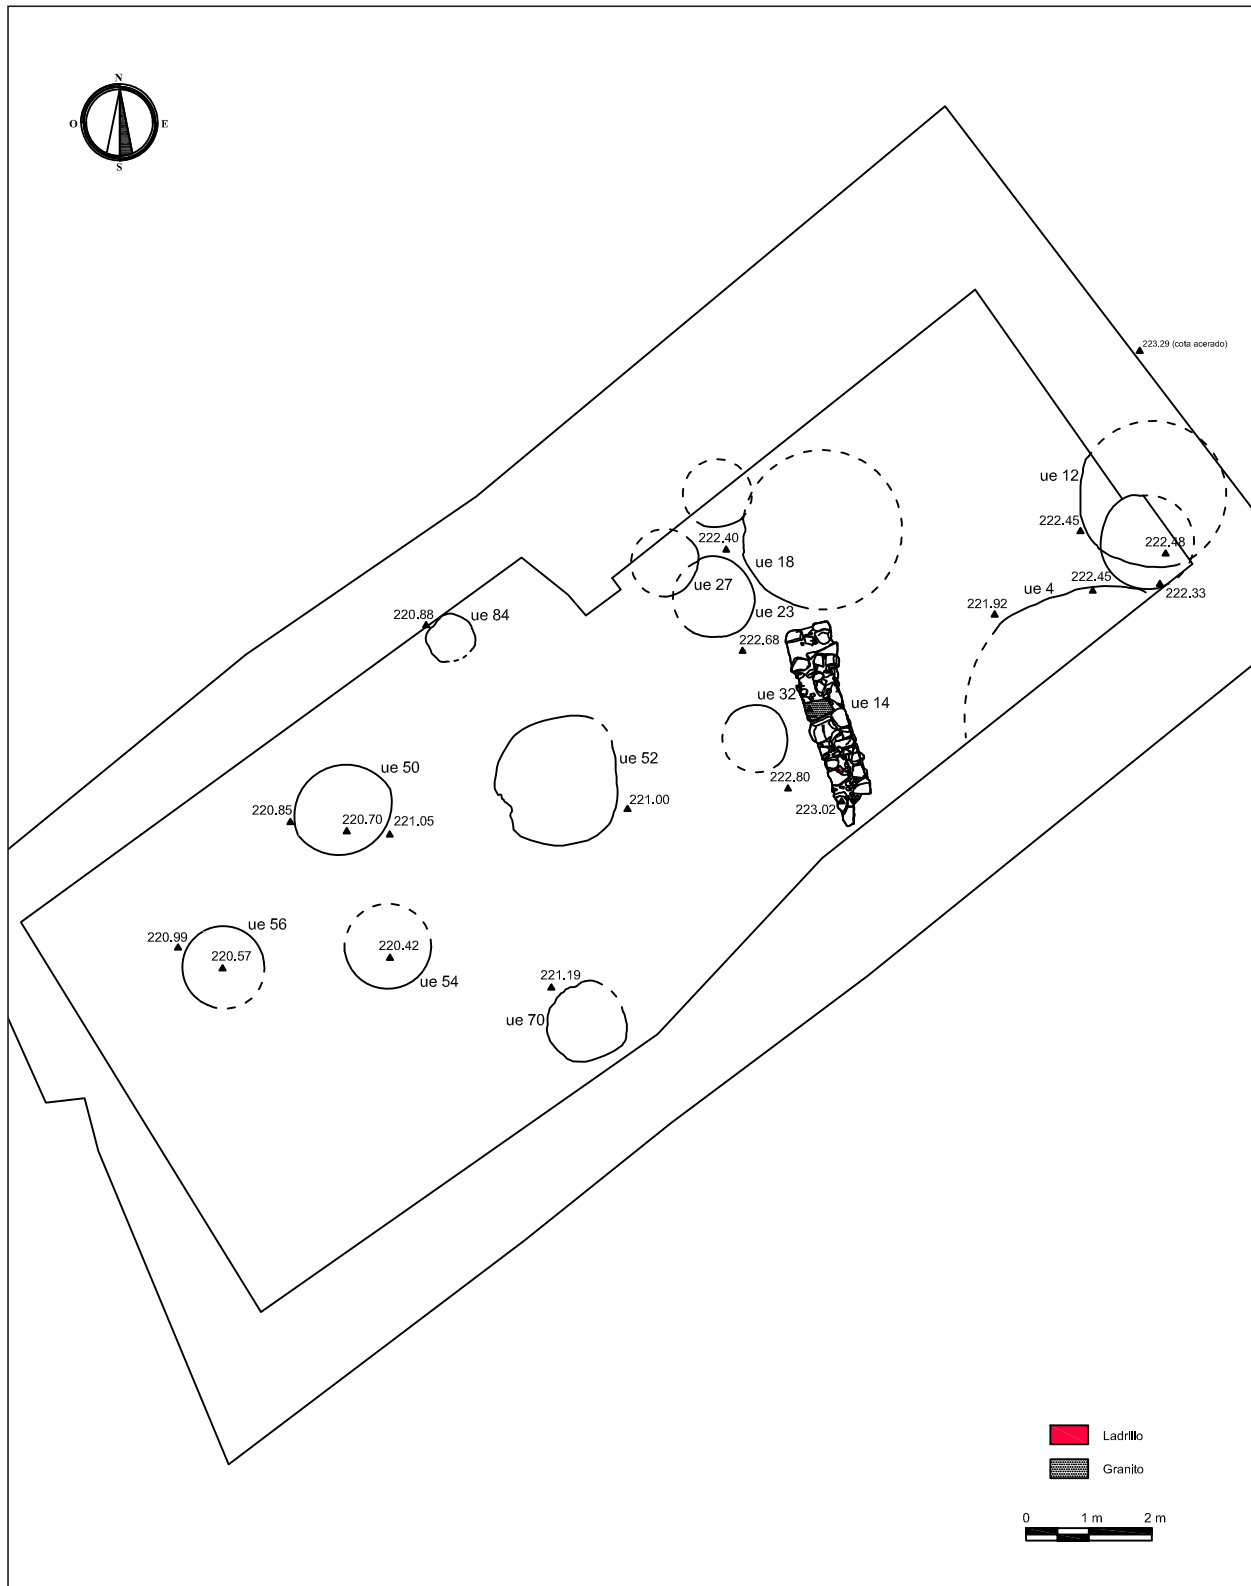 N
O E
S
223.29 (cota acerado)
ue 12
222.45
222.48
222.40
ue 18
ue 27
222.45
ue 4
222.33
221.92
ue 23
220.88
ue 84
222.68
ue 32
ue 14
ue 52
ue 50
222.80
221.00
223.02
220.85
220.70
221.05
ue 56
220.99
220.57
220.42
ue 54
221.19
ue 70
Ladrillo
Granito
0 1 m 2 m